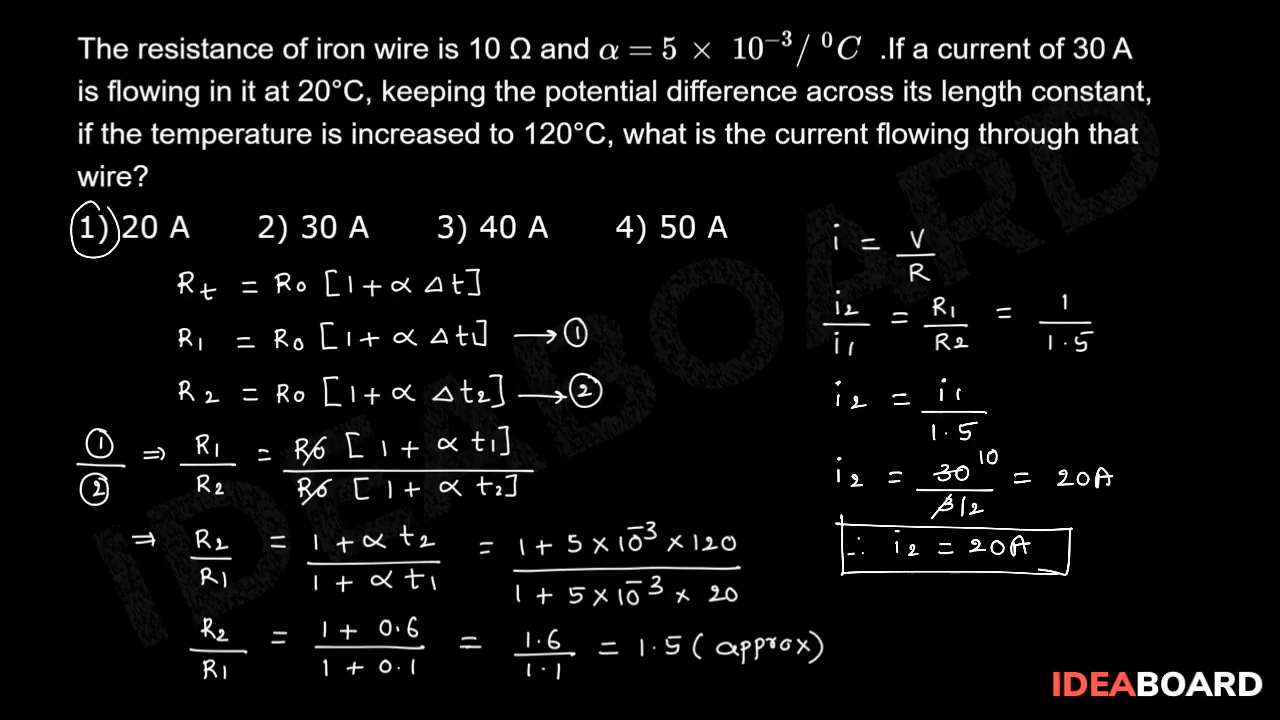 The resistance of iron wire is 10 Ω and α = 5 × 10⁻³/ ⁰C .If a current of 30 A
is flowing in it at 20°C, keeping the potential difference across its length constant,
if the temperature is increased to 120°C, what is the current flowing through that
wire?
1) 20 A 2) 30 A 3) 40 A 4) 50 A
Rt = R0 [1 + α Δt]
R1 = R0 [1 + α Δt1] → ①
R2 = R0 [1 + α Δt2] → ②
①/② ⇒ R1/R2 = R0 [1 + α t1] / R0 [1 + α t2]
⇒ R2/R1 = 1 + α t2 / 1 + α t1 = 1 + 5 × 10⁻³ × 120 / 1 + 5 × 10⁻³ × 20
R2/R1 = 1 + 0.6 / 1 + 0.1 = 1.6 / 1.1 = 1.5 (approx)
i = V/R
i2/i1 = R1/R2 = 1/1.5
i2 = i1/1.5
i2 = 30 10 / 3/2 = 20A
∴ i2 = 20A
IDEABOARD
IDEABOARD